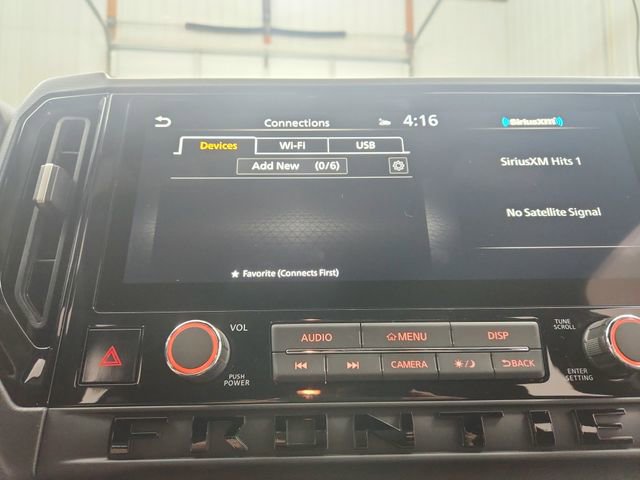 Connections
4:16
SiriusXM
Devices
Wi-Fi
USB
Add New (0/6)
SiriusXM Hits 1
No Satellite Signal
Favorite (Connects First)
VOL
PUSH
POWER
AUDIO
MENU
DISP
CAMERA
BACK
TUNE
SCROLL
ENTER
SETTING
FRONTIE